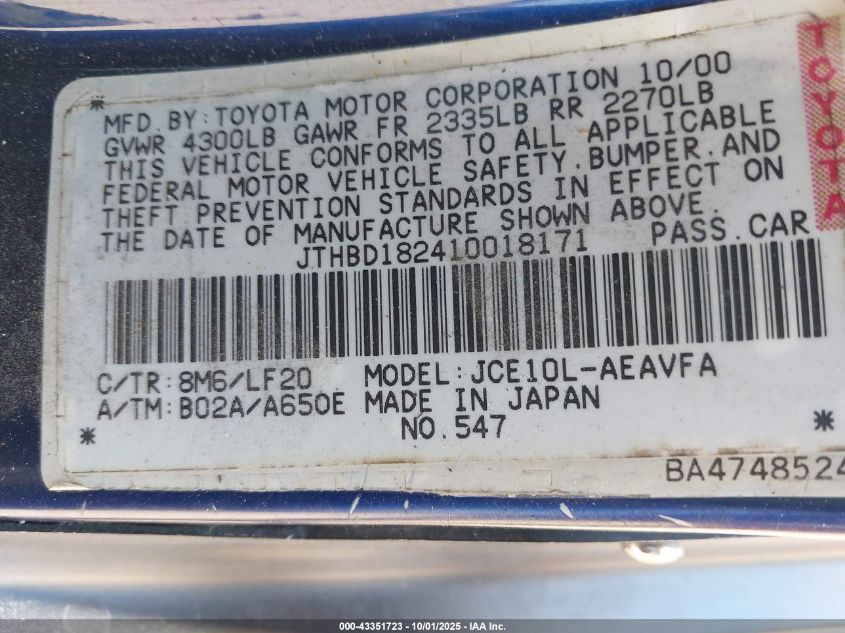 MFD.BY:TOYOTA MOTOR CORPORATION 10/00
GVWR 4300LB GAWR FR 2335LB RR 2270LB
THIS VEHICLE CONFORMS TO ALL APPLICABLE
FEDERAL MOTOR VEHICLE SAFETY,BUMPER,AND
THEFT PREVENTION STANDARDS IN EFFECT ON
THE DATE OF MANUFACTURE SHOWN ABOVE.
JTHBD182410018171 PASS.CAR
C/TR:8M6/LF20 MODEL:JCE10L-AEAVFA
A/TM:B02A/A650E MADE IN JAPAN
NO.547
BA4748524
TOYOTA
000-43351723 - 10/01/2025 - IAA Inc.